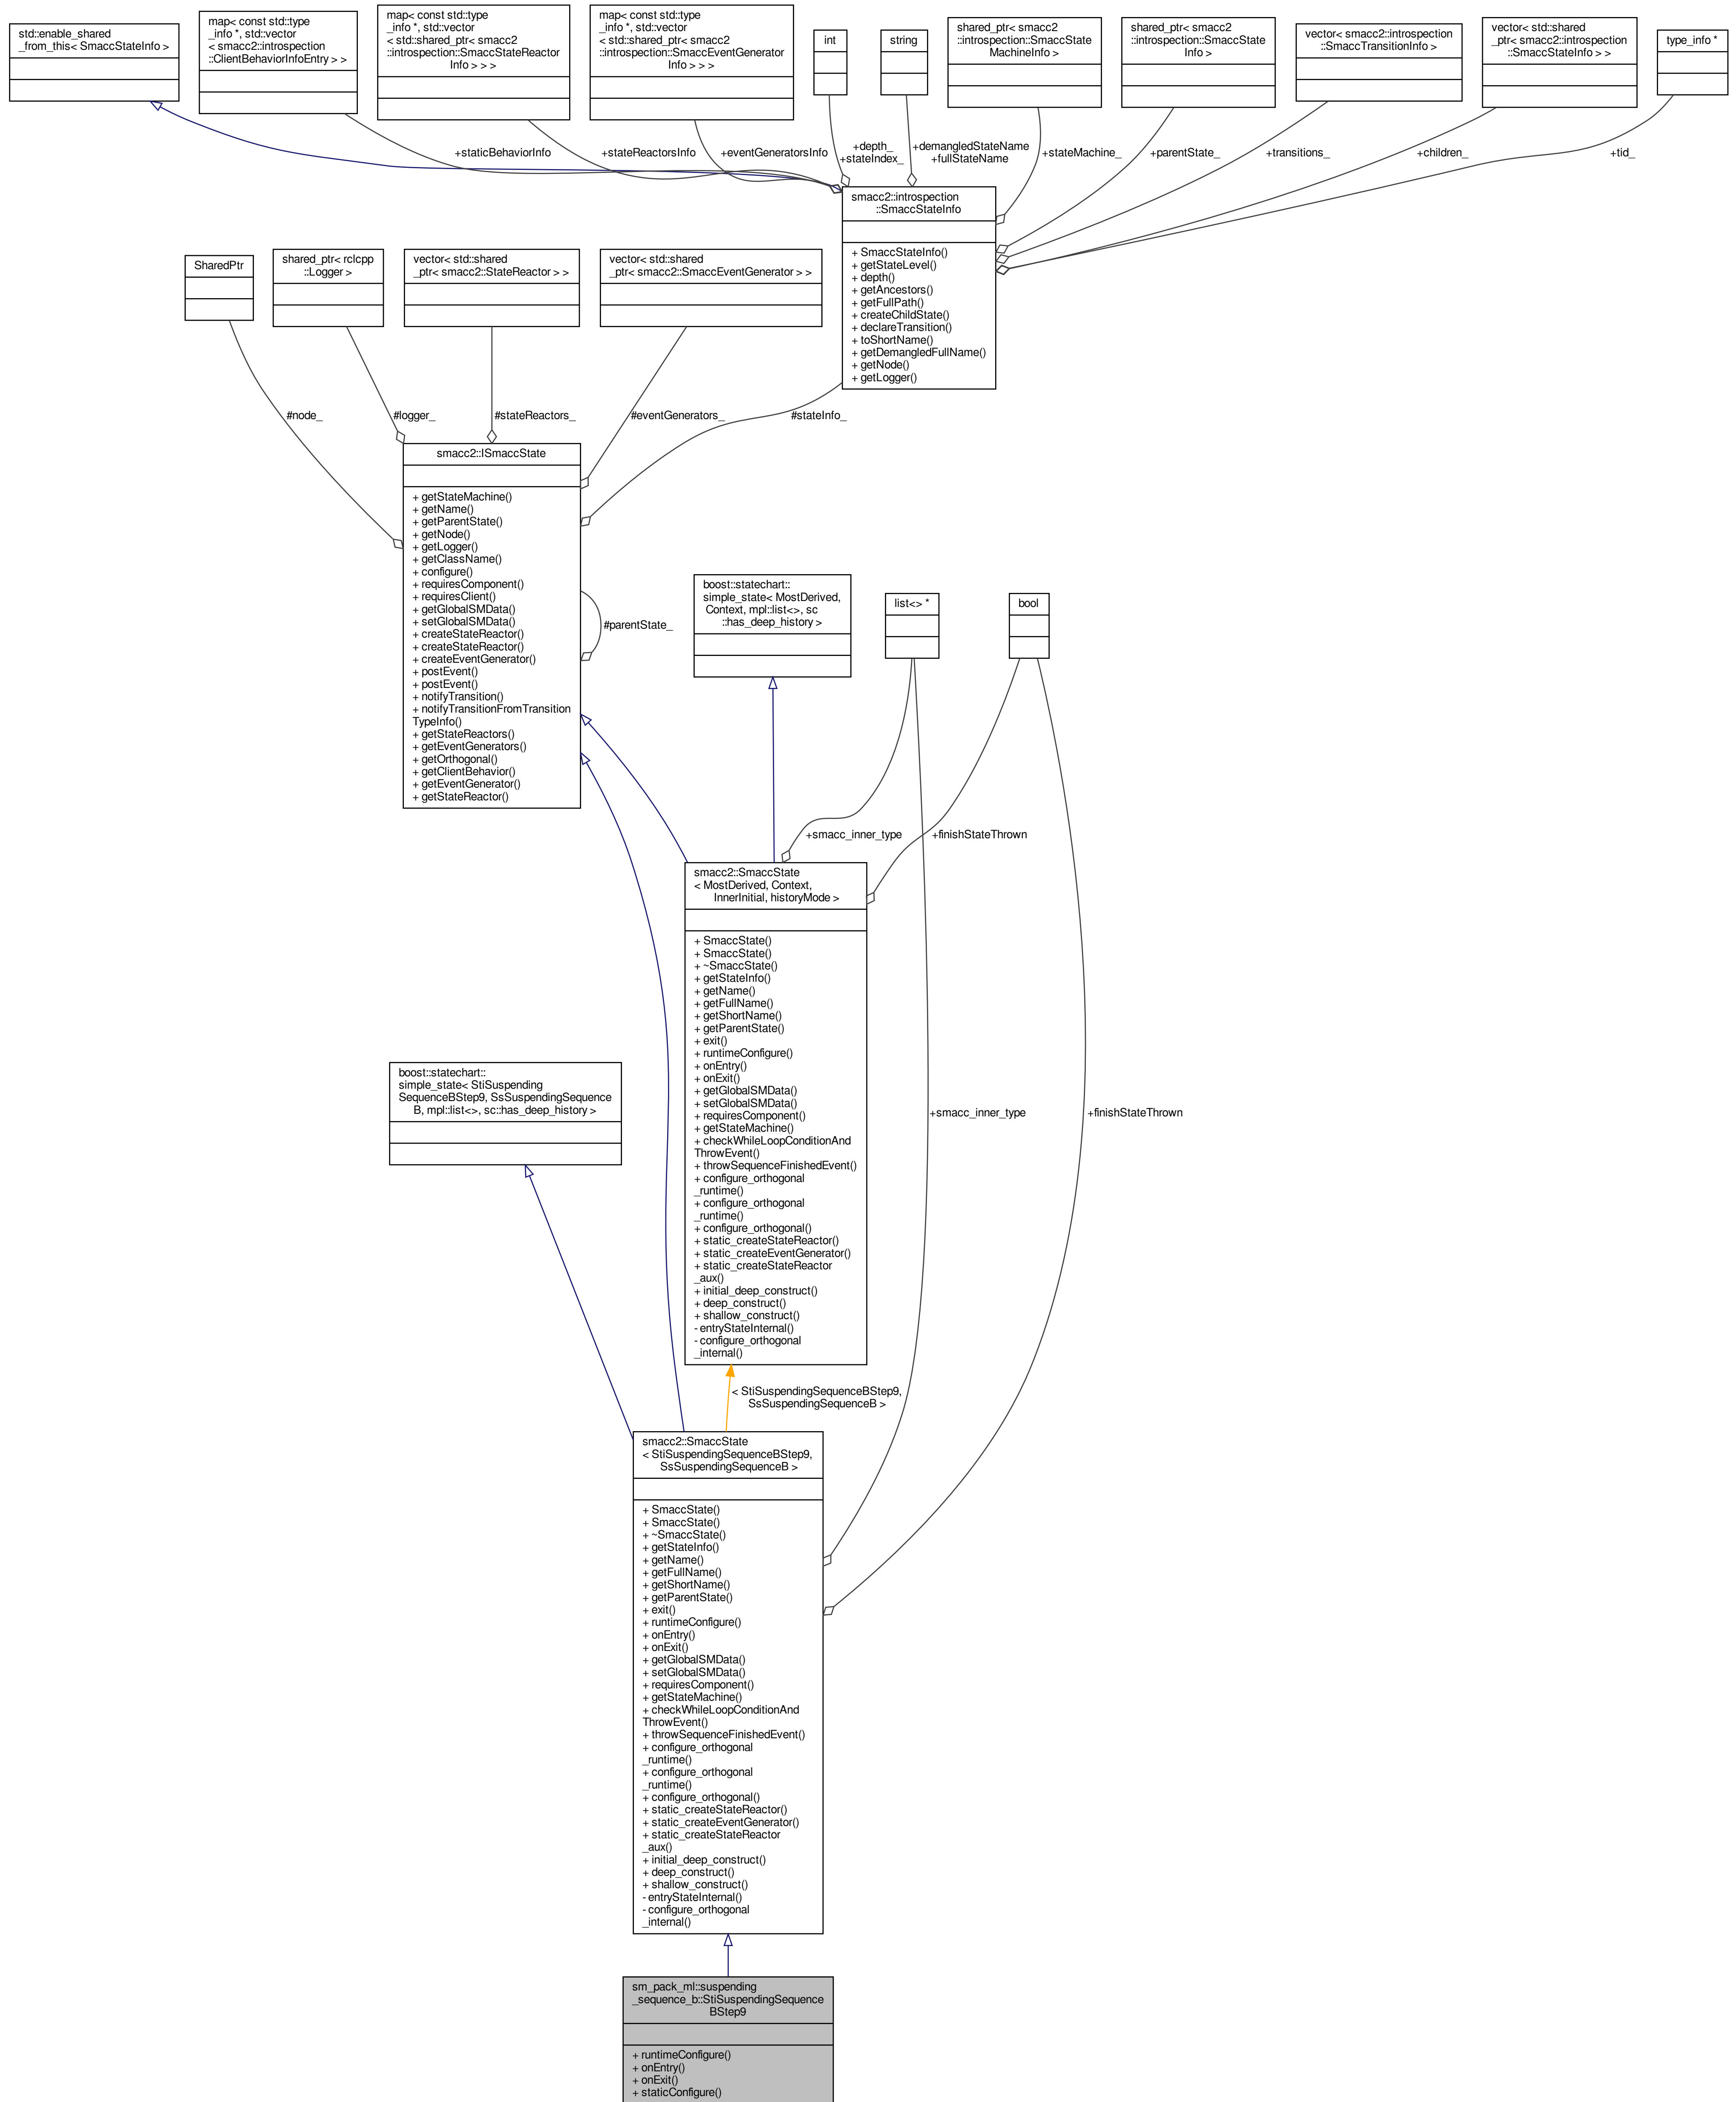 std::enable_shared
_from_this< SmaccStateInfo >
map< const std::type
_info *, std::vector
< smacc2::introspection
::ClientBehaviorInfoEntry > >
map< const std::type
_info *, std::vector
< std::shared_ptr< smacc2
::introspection::SmaccStateReactor
Info > > >
map< const std::type
_info *, std::vector
< std::shared_ptr< smacc2
::introspection::SmaccEventGenerator
Info > > >
int
string
shared_ptr< smacc2
::introspection::SmaccState
MachineInfo >
shared_ptr< smacc2
::introspection::SmaccState
Info >
vector< smacc2::introspection
::SmaccTransitionInfo >
vector< std::shared
_ptr< smacc2::introspection
::SmaccStateInfo > >
type_info *
+staticBehaviorInfo
+stateReactorsInfo
+eventGeneratorsInfo
+depth_
+stateIndex_
+demangledStateName
+fullStateName
+stateMachine_
+parentState_
+transitions_
+children_
+tid_
smacc2::introspection
::SmaccStateInfo
+ SmaccStateInfo()
+ getStateLevel()
+ depth()
+ getAncestors()
+ getFullPath()
+ createChildState()
+ declareTransition()
+ toShortName()
+ getDemangledFullName()
+ getNode()
+ getLogger()
SharedPtr
shared_ptr< rclcpp
::Logger >
vector< std::shared
_ptr< smacc2::StateReactor > >
vector< std::shared
_ptr< smacc2::SmaccEventGenerator > >
#node_
#logger_
#stateReactors_
#eventGenerators_
#stateInfo_
smacc2::ISmaccState
+ getStateMachine()
+ getName()
+ getParentState()
+ getNode()
+ getLogger()
+ getClassName()
+ configure()
+ requiresComponent()
+ requiresClient()
+ getGlobalSMData()
+ setGlobalSMData()
+ createStateReactor()
+ createStateReactor()
+ createEventGenerator()
+ postEvent()
+ postEvent()
+ notifyTransition()
+ notifyTransitionFromTransition
TypeInfo()
+ getStateReactors()
+ getEventGenerators()
+ getOrthogonal()
+ getClientBehavior()
+ getEventGenerator()
+ getStateReactor()
#parentState_
boost::statechart::
simple_state< MostDerived,
Context, mpl::list<>, sc
::has_deep_history >
list<> *
bool
+smacc_inner_type
+finishStateThrown
smacc2::SmaccState
< MostDerived, Context,
InnerInitial, historyMode >
+ SmaccState()
+ SmaccState()
+ ~SmaccState()
+ getStateInfo()
+ getName()
+ getFullName()
+ getShortName()
+ getParentState()
+ exit()
+ runtimeConfigure()
+ onEntry()
+ onExit()
+ getGlobalSMData()
+ setGlobalSMData()
+ requiresComponent()
+ getStateMachine()
+ checkWhileLoopConditionAnd
ThrowEvent()
+ throwSequenceFinishedEvent()
+ configure_orthogonal
_runtime()
+ configure_orthogonal
_runtime()
+ configure_orthogonal()
+ static_createStateReactor()
+ static_createEventGenerator()
+ static_createStateReactor
_aux()
+ initial_deep_construct()
+ deep_construct()
+ shallow_construct()
- entryStateInternal()
- configure_orthogonal
_internal()
+smacc_inner_type
+finishStateThrown
boost::statechart::
simple_state< StiSuspending
SequenceBStep9, SsSuspendingSequence
B, mpl::list<>, sc::has_deep_history >
< StiSuspendingSequenceBStep9,
SsSuspendingSequenceB >
smacc2::SmaccState
< StiSuspendingSequenceBStep9,
SsSuspendingSequenceB >
+ SmaccState()
+ SmaccState()
+ ~SmaccState()
+ getStateInfo()
+ getName()
+ getFullName()
+ getShortName()
+ getParentState()
+ exit()
+ runtimeConfigure()
+ onEntry()
+ onExit()
+ getGlobalSMData()
+ setGlobalSMData()
+ requiresComponent()
+ getStateMachine()
+ checkWhileLoopConditionAnd
ThrowEvent()
+ throwSequenceFinishedEvent()
+ configure_orthogonal
_runtime()
+ configure_orthogonal
_runtime()
+ configure_orthogonal()
+ static_createStateReactor()
+ static_createEventGenerator()
+ static_createStateReactor
_aux()
+ initial_deep_construct()
+ deep_construct()
+ shallow_construct()
- entryStateInternal()
- configure_orthogonal
_internal()
sm_pack_ml::suspending
_sequence_b::StiSuspendingSequence
BStep9
+ runtimeConfigure()
+ onEntry()
+ onExit()
+ staticConfigure()